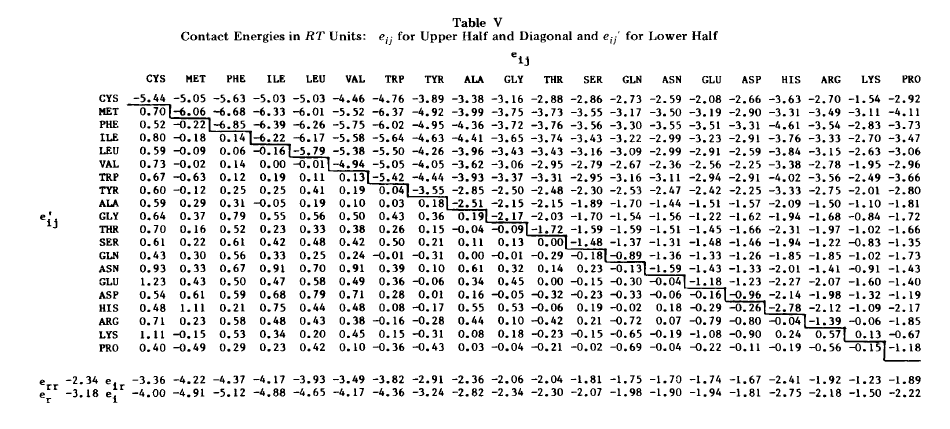 Table V
Contact Energies in RT Units: eij for Upper Half and Diagonal and eij′ for Lower Half
eij
CYS MET PHE ILE LEU VAL TRP TYR ALA GLY THR SER GLN ASN GLU ASP HIS ARG LYS PRO
CYS -5.44 -5.05 -5.63 -5.03 -5.03 -4.46 -4.76 -3.89 -3.38 -3.16 -2.88 -2.86 -2.73 -2.59 -2.08 -2.66 -3.63 -2.70 -1.54 -2.92
MET 0.70 -6.06 -6.68 -6.33 -6.01 -5.52 -6.37 -4.92 -3.99 -3.75 -3.73 -3.55 -3.17 -3.50 -3.19 -2.90 -3.31 -3.49 -3.11 -4.11
PHE 0.52 -0.22 -6.85 -6.39 -6.26 -5.75 -6.02 -4.95 -4.36 -3.72 -3.76 -3.56 -3.30 -3.55 -3.51 -3.31 -4.61 -3.54 -2.83 -3.73
ILE 0.80 -0.18 0.14 -6.22 -6.17 -5.58 -5.64 -4.63 -4.41 -3.65 -3.74 -3.43 -3.22 -2.99 -3.23 -2.91 -3.76 -3.33 -2.70 -3.47
LEU 0.59 -0.09 0.06 -0.16 -5.79 -5.38 -5.50 -4.26 -3.96 -3.43 -3.43 -3.16 -3.09 -2.99 -2.91 -2.59 -3.84 -3.15 -2.63 -3.06
VAL 0.73 -0.02 0.14 0.00 -0.01 -4.94 -5.05 -4.05 -3.62 -3.06 -2.95 -2.79 -2.67 -2.36 -2.56 -2.25 -3.38 -2.78 -1.95 -2.96
TRP 0.67 -0.63 0.12 0.19 0.11 0.13 -5.42 -4.44 -3.93 -3.37 -3.31 -2.95 -3.16 -3.11 -2.94 -2.91 -4.02 -3.56 -2.49 -3.66
TYR 0.60 -0.12 0.25 0.25 0.41 0.19 0.04 -3.55 -2.85 -2.50 -2.48 -2.30 -2.53 -2.47 -2.42 -2.25 -3.33 -2.75 -2.01 -2.80
ALA 0.59 0.29 0.31 -0.05 0.19 0.10 0.03 0.18 -2.51 -2.15 -2.15 -1.89 -1.70 -1.44 -1.51 -1.57 -2.09 -1.50 -1.10 -1.81
e′ij GLY 0.64 0.37 0.79 0.55 0.56 0.50 0.43 0.36 0.19 -2.17 -2.03 -1.70 -1.54 -1.56 -1.22 -1.62 -1.94 -1.68 -0.84 -1.72
THR 0.70 0.16 0.52 0.23 0.33 0.38 0.26 0.15 -0.04 -0.09 -1.72 -1.59 -1.59 -1.51 -1.45 -1.66 -2.31 -1.97 -1.02 -1.66
SER 0.61 0.22 0.61 0.42 0.48 0.42 0.50 0.21 0.11 0.13 0.00 -1.48 -1.37 -1.31 -1.48 -1.46 -1.94 -1.22 -0.83 -1.35
GLN 0.43 0.30 0.56 0.33 0.25 0.24 -0.01 -0.31 0.00 -0.01 -0.29 -0.18 -0.89 -1.36 -1.33 -1.26 -1.85 -1.85 -1.02 -1.73
ASN 0.93 0.33 0.67 0.91 0.70 0.91 0.39 0.10 0.61 0.32 0.14 0.23 -0.13 -1.59 -1.43 -1.33 -2.01 -1.41 -0.91 -1.43
GLU 1.23 0.43 0.50 0.47 0.58 0.49 0.36 -0.06 0.34 0.45 0.00 -0.15 -0.30 -0.04 -1.18 -1.23 -2.27 -2.07 -1.60 -1.40
ASP 0.54 0.61 0.59 0.68 0.79 0.71 0.28 0.01 0.16 -0.05 -0.32 -0.23 -0.33 -0.06 -0.16 -0.96 -2.14 -1.98 -1.32 -1.19
HIS 0.48 1.11 0.21 0.75 0.44 0.48 0.08 -0.17 0.55 0.53 -0.06 0.19 -0.02 0.18 -0.29 -0.26 -2.78 -2.12 -1.09 -2.17
ARG 0.71 0.23 0.58 0.48 0.43 0.38 -0.16 -0.28 0.44 0.10 -0.42 0.21 -0.72 0.07 -0.79 -0.80 -0.04 -1.39 -0.06 -1.85
LYS 1.11 -0.15 0.53 0.34 0.20 0.45 0.15 -0.31 0.08 0.18 -0.23 -0.15 -0.65 -0.19 -1.08 -0.90 0.24 0.57 0.13 -0.67
PRO 0.40 -0.49 0.29 0.23 0.42 0.10 -0.36 -0.43 0.03 -0.04 -0.21 -0.02 -0.69 -0.04 -0.22 -0.11 -0.19 -0.56 -0.15 -1.18
err -2.34 eir -3.36 -4.22 -4.37 -4.17 -3.93 -3.49 -3.82 -2.91 -2.36 -2.06 -2.04 -1.81 -1.75 -1.70 -1.74 -1.67 -2.41 -1.92 -1.23 -1.89
er -3.18 ei -4.00 -4.91 -5.12 -4.88 -4.65 -4.17 -4.36 -3.24 -2.82 -2.34 -2.30 -2.07 -1.98 -1.90 -1.94 -1.81 -2.75 -2.18 -1.50 -2.22